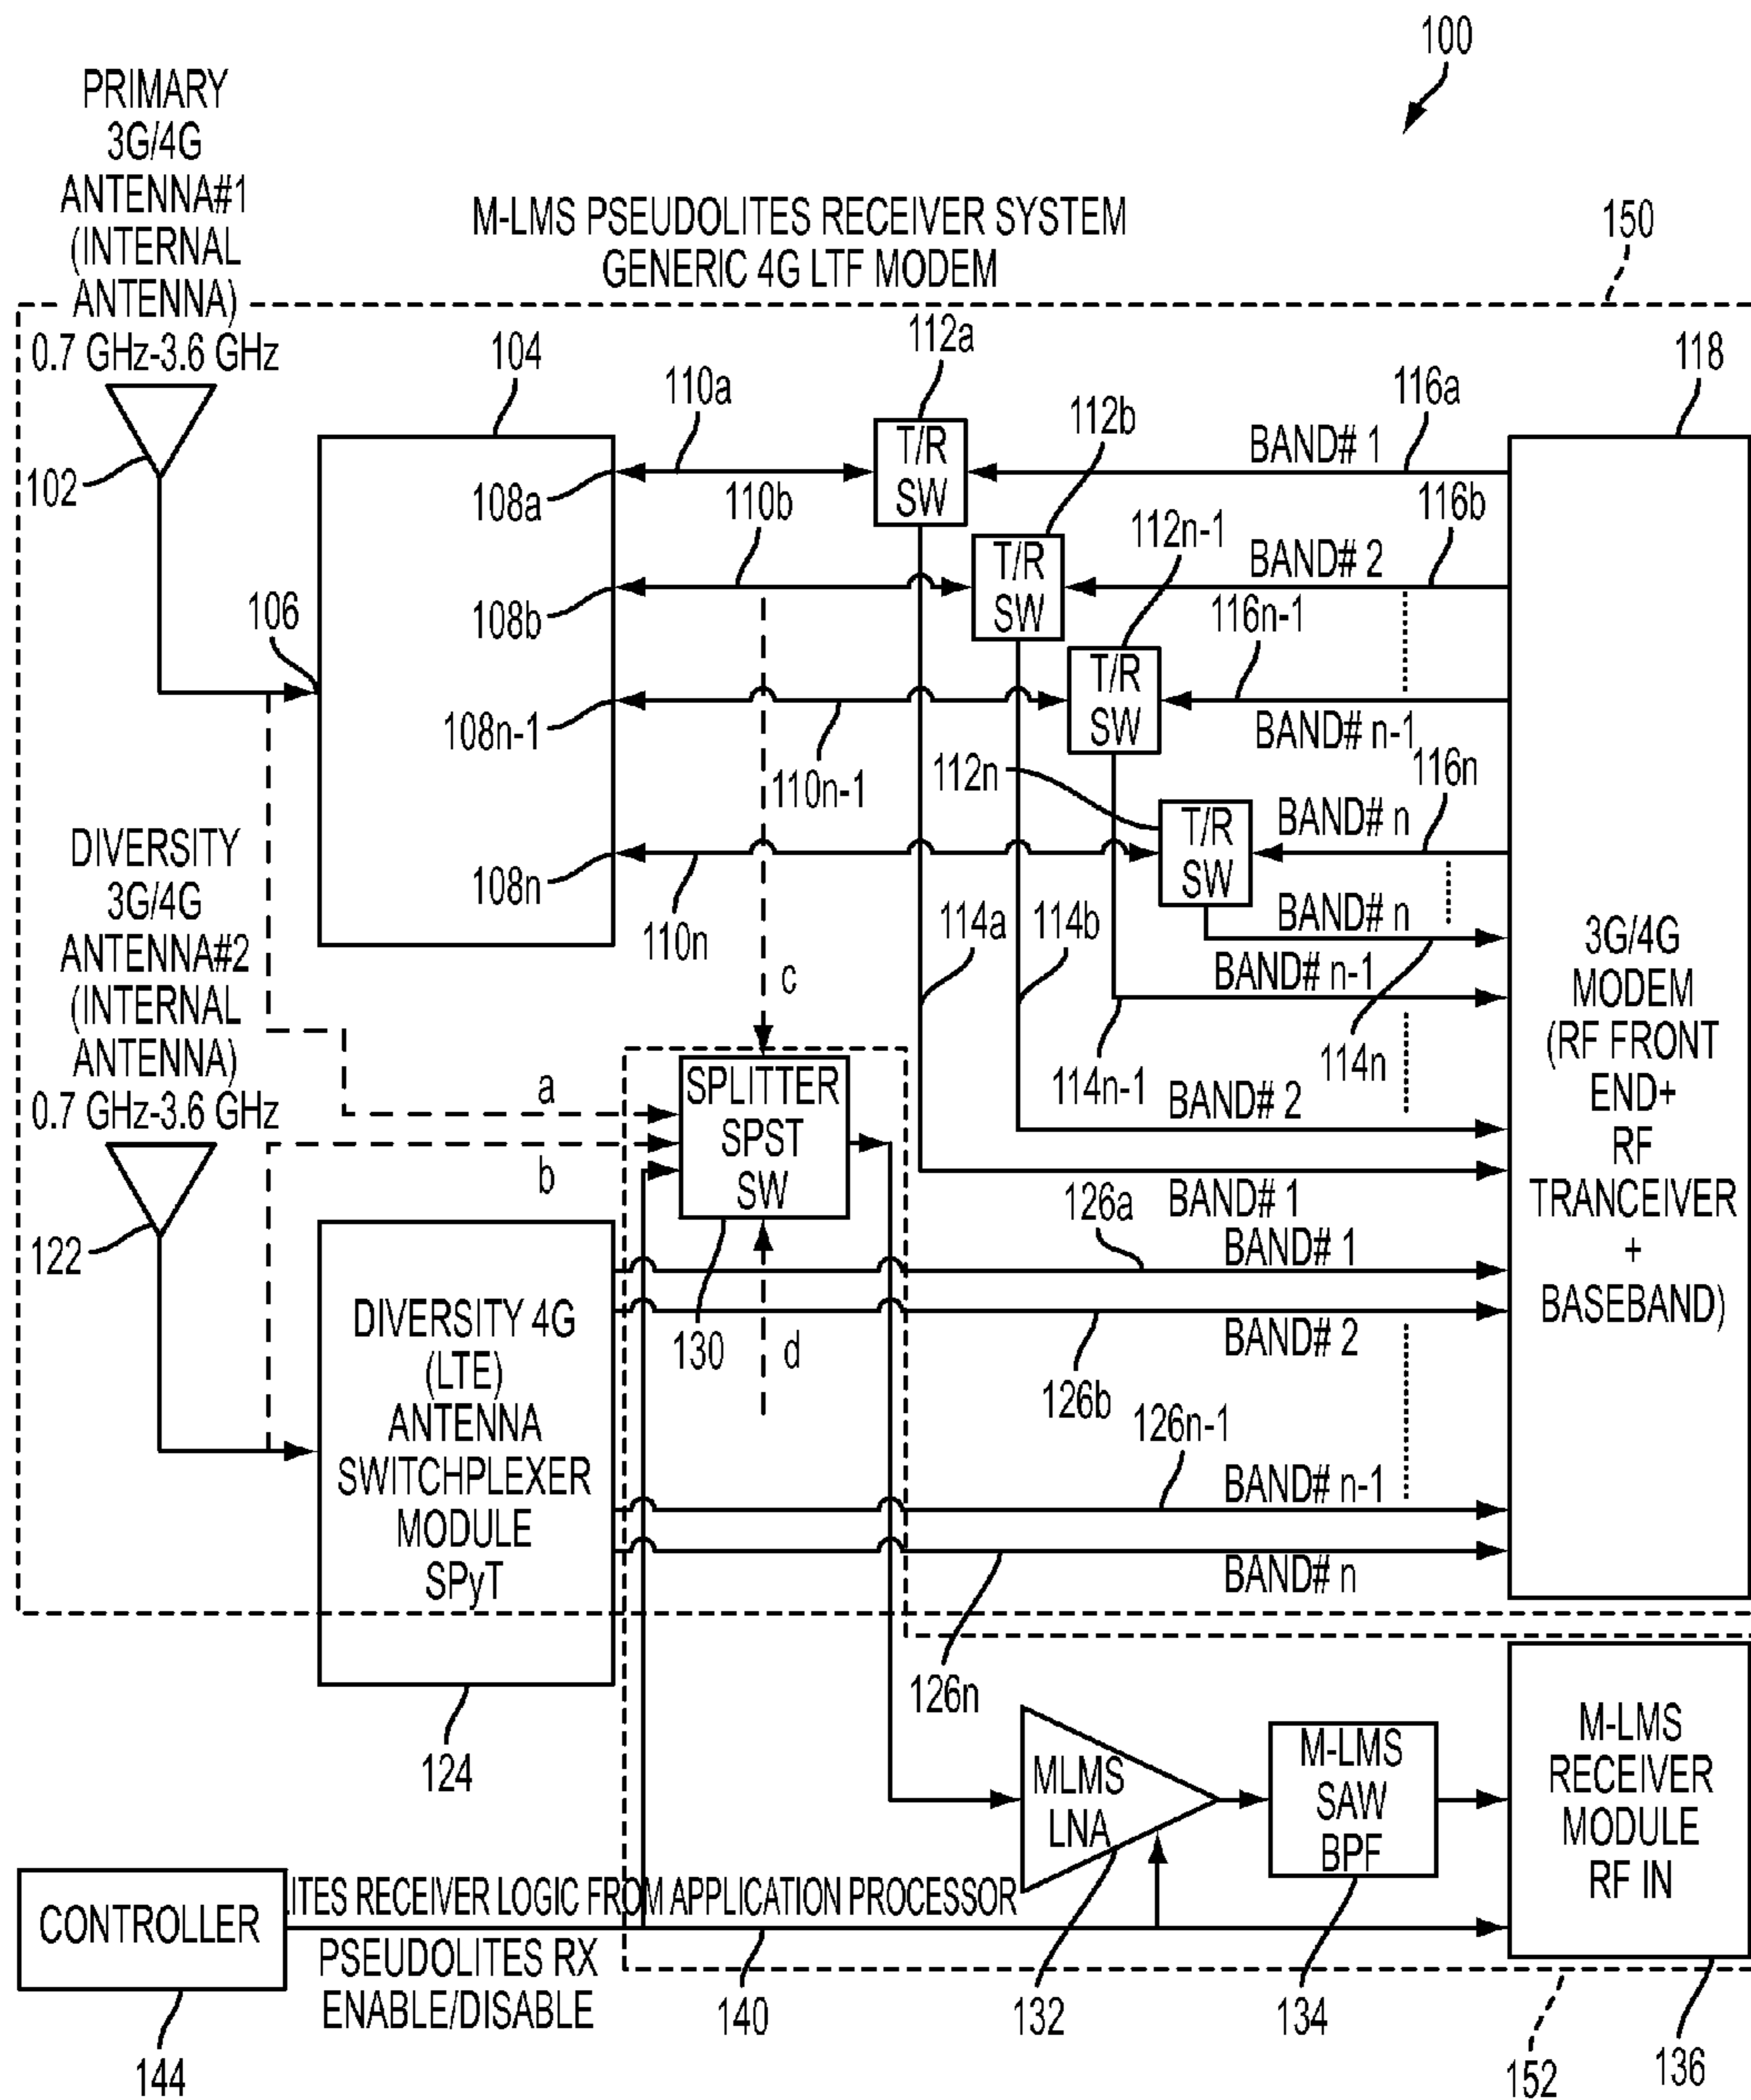 100
PRIMARY
3G/4G
ANTENNA#1
(INTERNAL
ANTENNA)
0.7 GHz-3.6 GHz
M-LMS PSEUDOLITES RECEIVER SYSTEM
GENERIC 4G LTF MODEM
150
102
104
106
108a
108b
108n-1
108n
110a
110b
110n-1
110n
112a
T/R
SW
112b
T/R
SW
112n-1
T/R
SW
112n
T/R
SW
116a
BAND# 1
116b
BAND# 2
116n-1
BAND# n-1
116n
BAND# n
BAND# n
114n
BAND# n-1
114n-1
114a
114b
BAND# 2
BAND# 1
118
3G/4G
MODEM
(RF FRONT
END+
RF
TRANCEIVER
+
BASEBAND)
DIVERSITY
3G/4G
ANTENNA#2
(INTERNAL
ANTENNA)
0.7 GHz-3.6 GHz
122
a
b
c
d
SPLITTER
SPST
SW
130
DIVERSITY 4G
(LTE)
ANTENNA
SWITCHPLEXER
MODULE
SPyT
124
126a
BAND# 1
BAND# 2
126b
126n-1
BAND# n-1
BAND# n
126n
MLMS
LNA
132
M-LMS
SAW
BPF
134
M-LMS
RECEIVER
MODULE
RF IN
136
CONTROLLER
144
LITES RECEIVER LOGIC FROM APPLICATION PROCESSOR
PSEUDOLITES RX
ENABLE/DISABLE
140
152